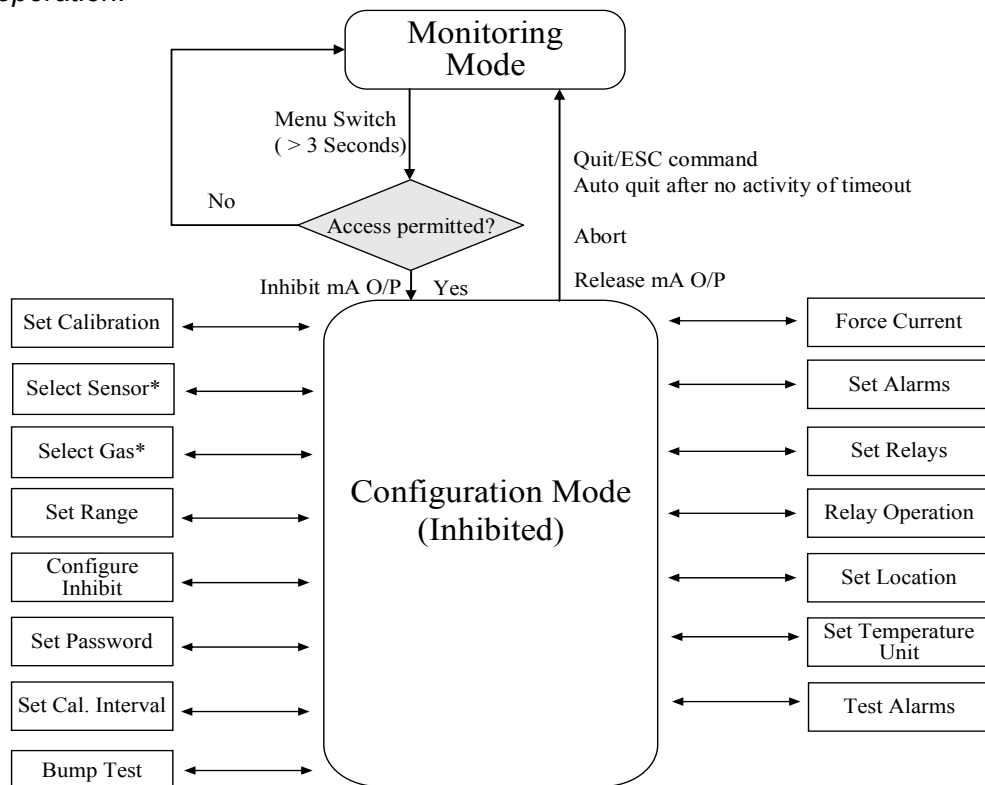 operation.
Monitoring
Mode
Menu Switch
( > 3 Seconds)
Quit/ESC command
Auto quit after no activity of timeout
No
Access permitted?
Abort
Inhibit mA O/P
Yes
Release mA O/P
Set Calibration
Select Sensor*
Select Gas*
Set Range
Configure
Inhibit
Set Password
Set Cal. Interval
Bump Test
Configuration Mode
(Inhibited)
Force Current
Set Alarms
Set Relays
Relay Operation
Set Location
Set Temperature
Unit
Test Alarms